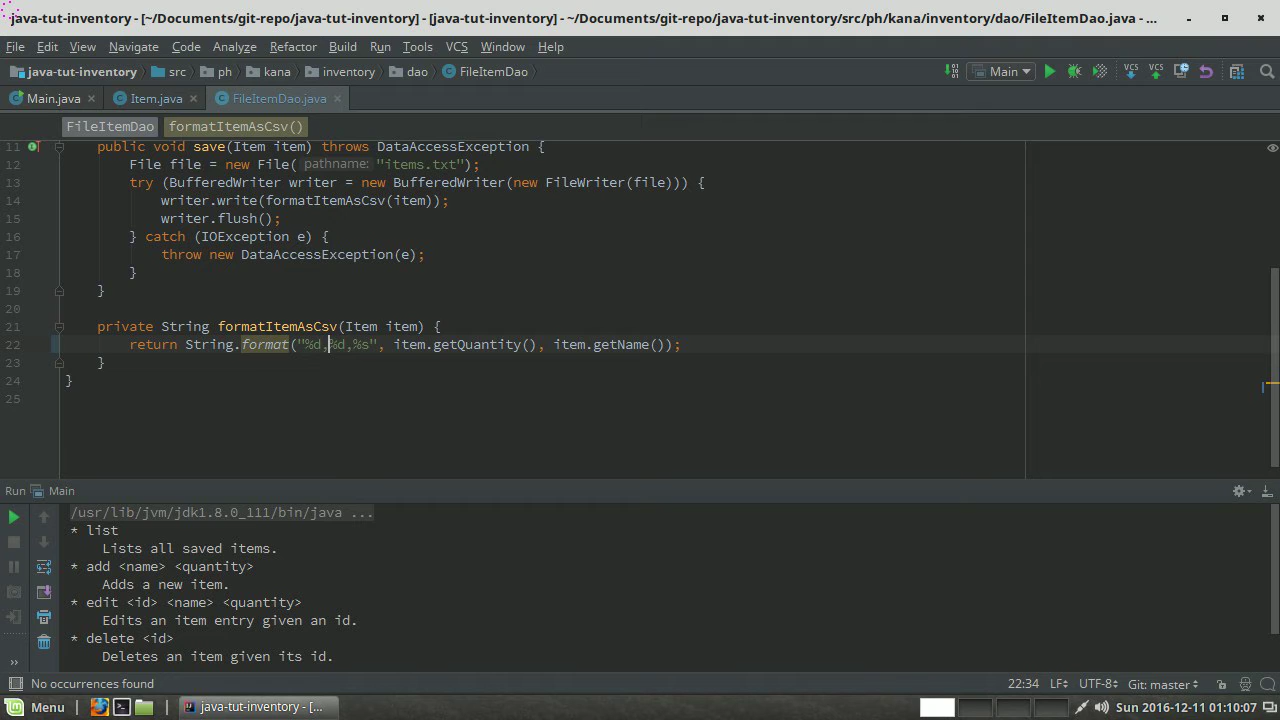 java-tut-inventory - [~/Documents/git-repo/java-tut-inventory] - [java-tut-inventory] - ~/Documents/git-repo/java-tut-inventory/src/ph/kana/inventory/dao/FileItemDao.java - ...
File Edit View Navigate Code Analyze Refactor Build Run Tools VCS Window Help
java-tut-inventory src ph kana inventory dao FileItemDao Main VCS VCS
Main.java Item.java FileItemDao.java
FileItemDao formatItemAsCsv()
11 public void save(Item item) throws DataAccessException {
12 File file = new File( pathname: "items.txt");
13 try (BufferedWriter writer = new BufferedWriter(new FileWriter(file))) {
14 writer.write(formatItemAsCsv(item));
15 writer.flush();
16 } catch (IOException e) {
17 throw new DataAccessException(e);
18 }
19 }
20
21 private String formatItemAsCsv(Item item) {
22 return String.format("%d,%d,%s", item.getQuantity(), item.getName());
23 }
24 }
25
Run Main
/usr/lib/jvm/jdk1.8.0_111/bin/java ...
* list
Lists all saved items.
* add <name> <quantity>
Adds a new item.
* edit <id> <name> <quantity>
Edits an item entry given an id.
* delete <id>
Deletes an item given its id.
No occurrences found 22:34 LF UTF-8 Git: master
Menu java-tut-inventory - [... Sun 2016-12-11 01:10:07